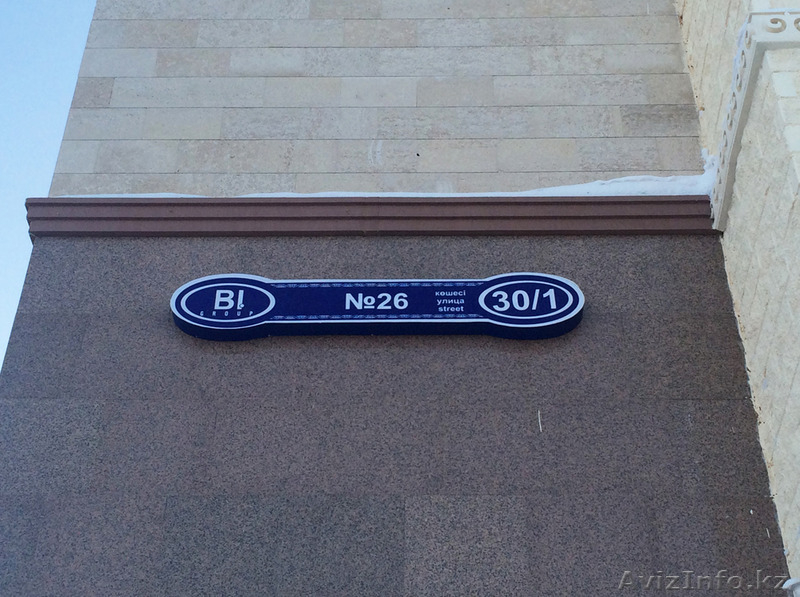 BI
GROUP
№26
көшесі
улица
street
30/1
AvizInfo.kz